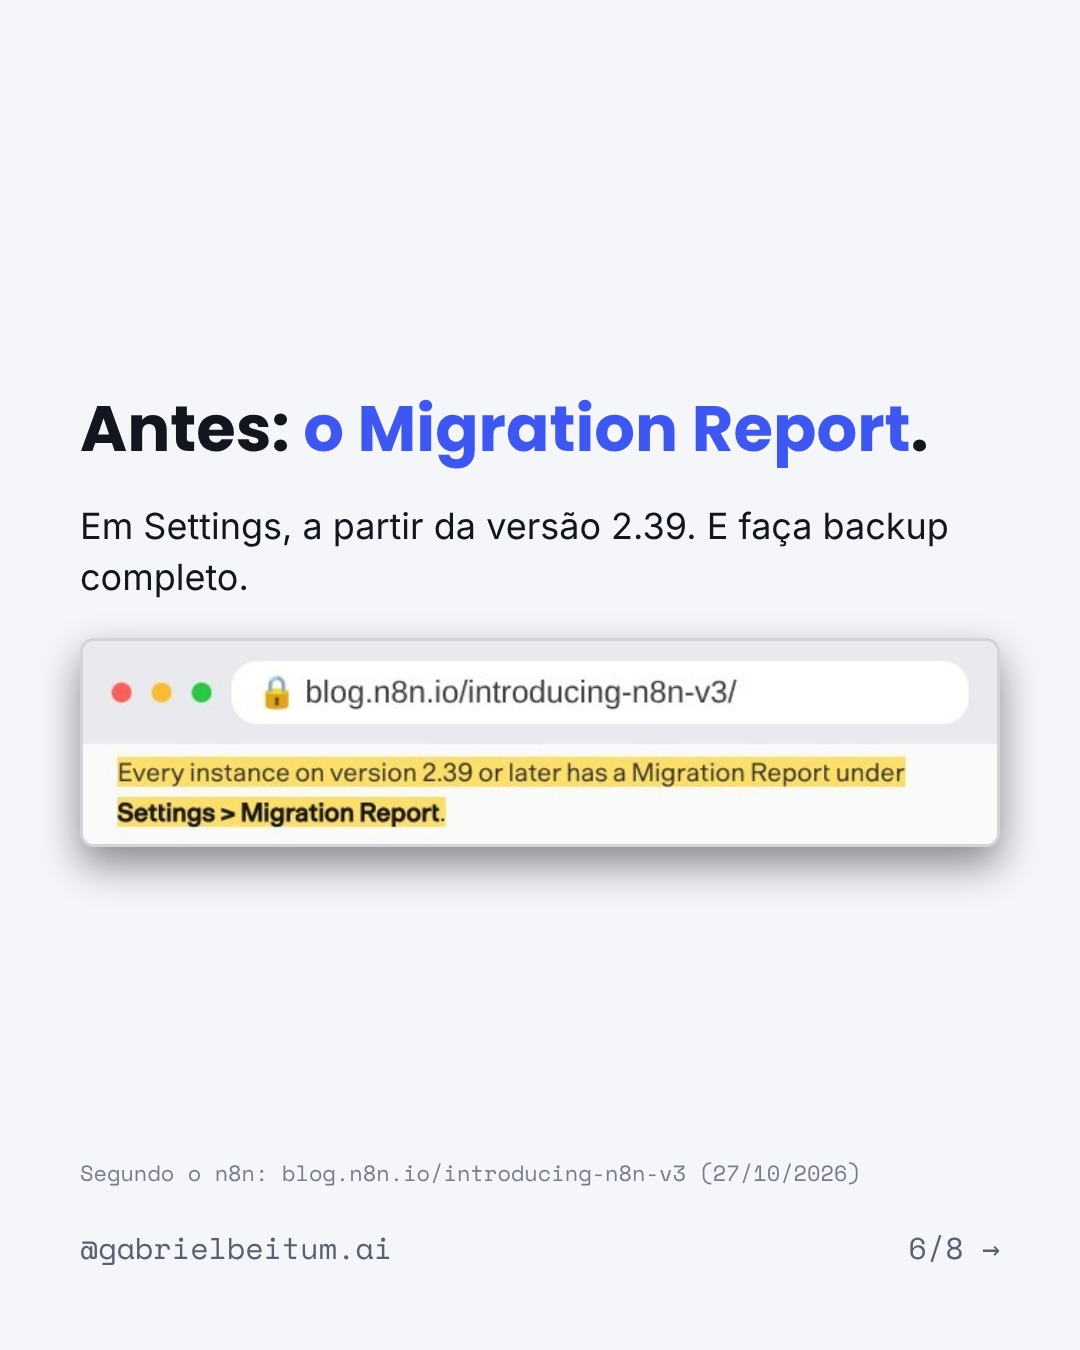 Antes: o Migration Report.
Em Settings, a partir da versão 2.39. E faça backup
completo.
blog.n8n.io/introducing-n8n-v3/
Every instance on version 2.39 or later has a Migration Report under
Settings > Migration Report.
Segundo o n8n: blog.n8n.io/introducing-n8n-v3 (27/10/2026)
@gabrielbeitum.ai
6/8 →